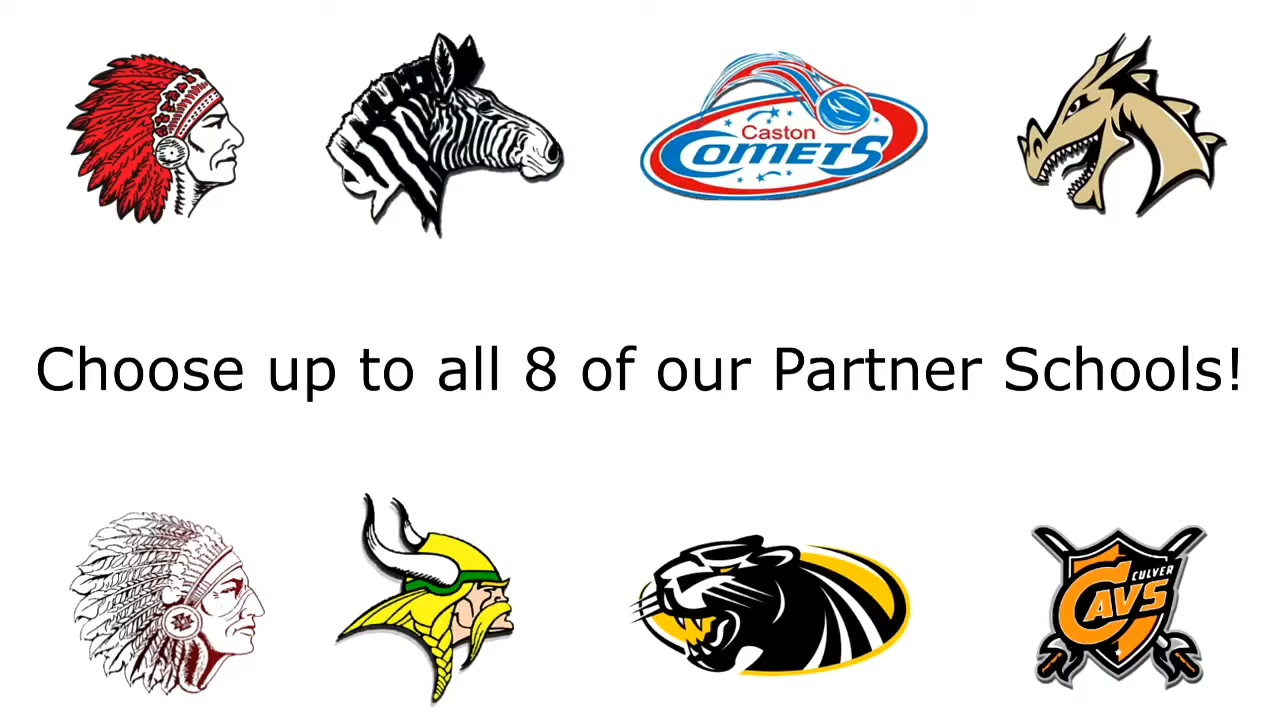 Caston
COMETS
Choose up to all 8 of our Partner Schools!
CULVER
CAVS